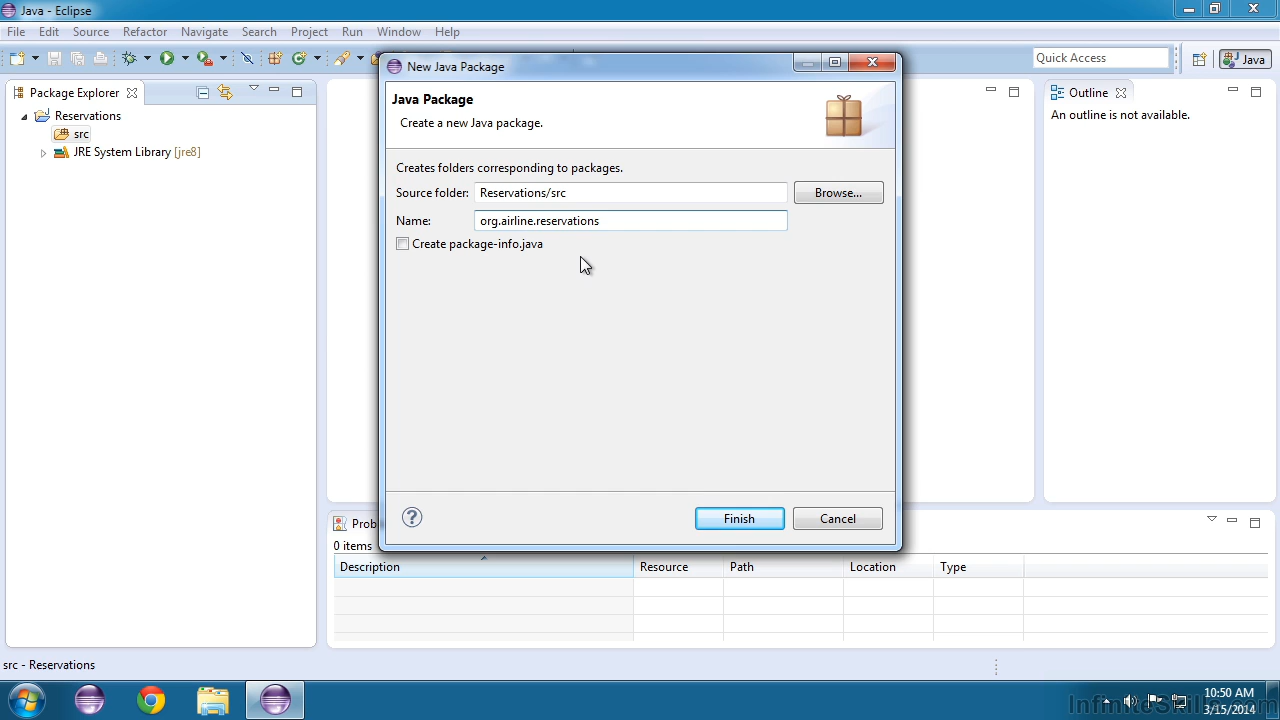 Java - Eclipse
File Edit Source Refactor Navigate Search Project Run Window Help
Quick Access
Java
Package Explorer
Reservations
src
JRE System Library [jre8]
New Java Package
Java Package
Create a new Java package.
Creates folders corresponding to packages.
Source folder: Reservations/src Browse...
Name: org.airline.reservations
Create package-info.java
Finish Cancel
Outline
An outline is not available.
Prob
0 items
Description Resource Path Location Type
src - Reservations
10:50 AM
3/15/2014
InfiniteSkills.com